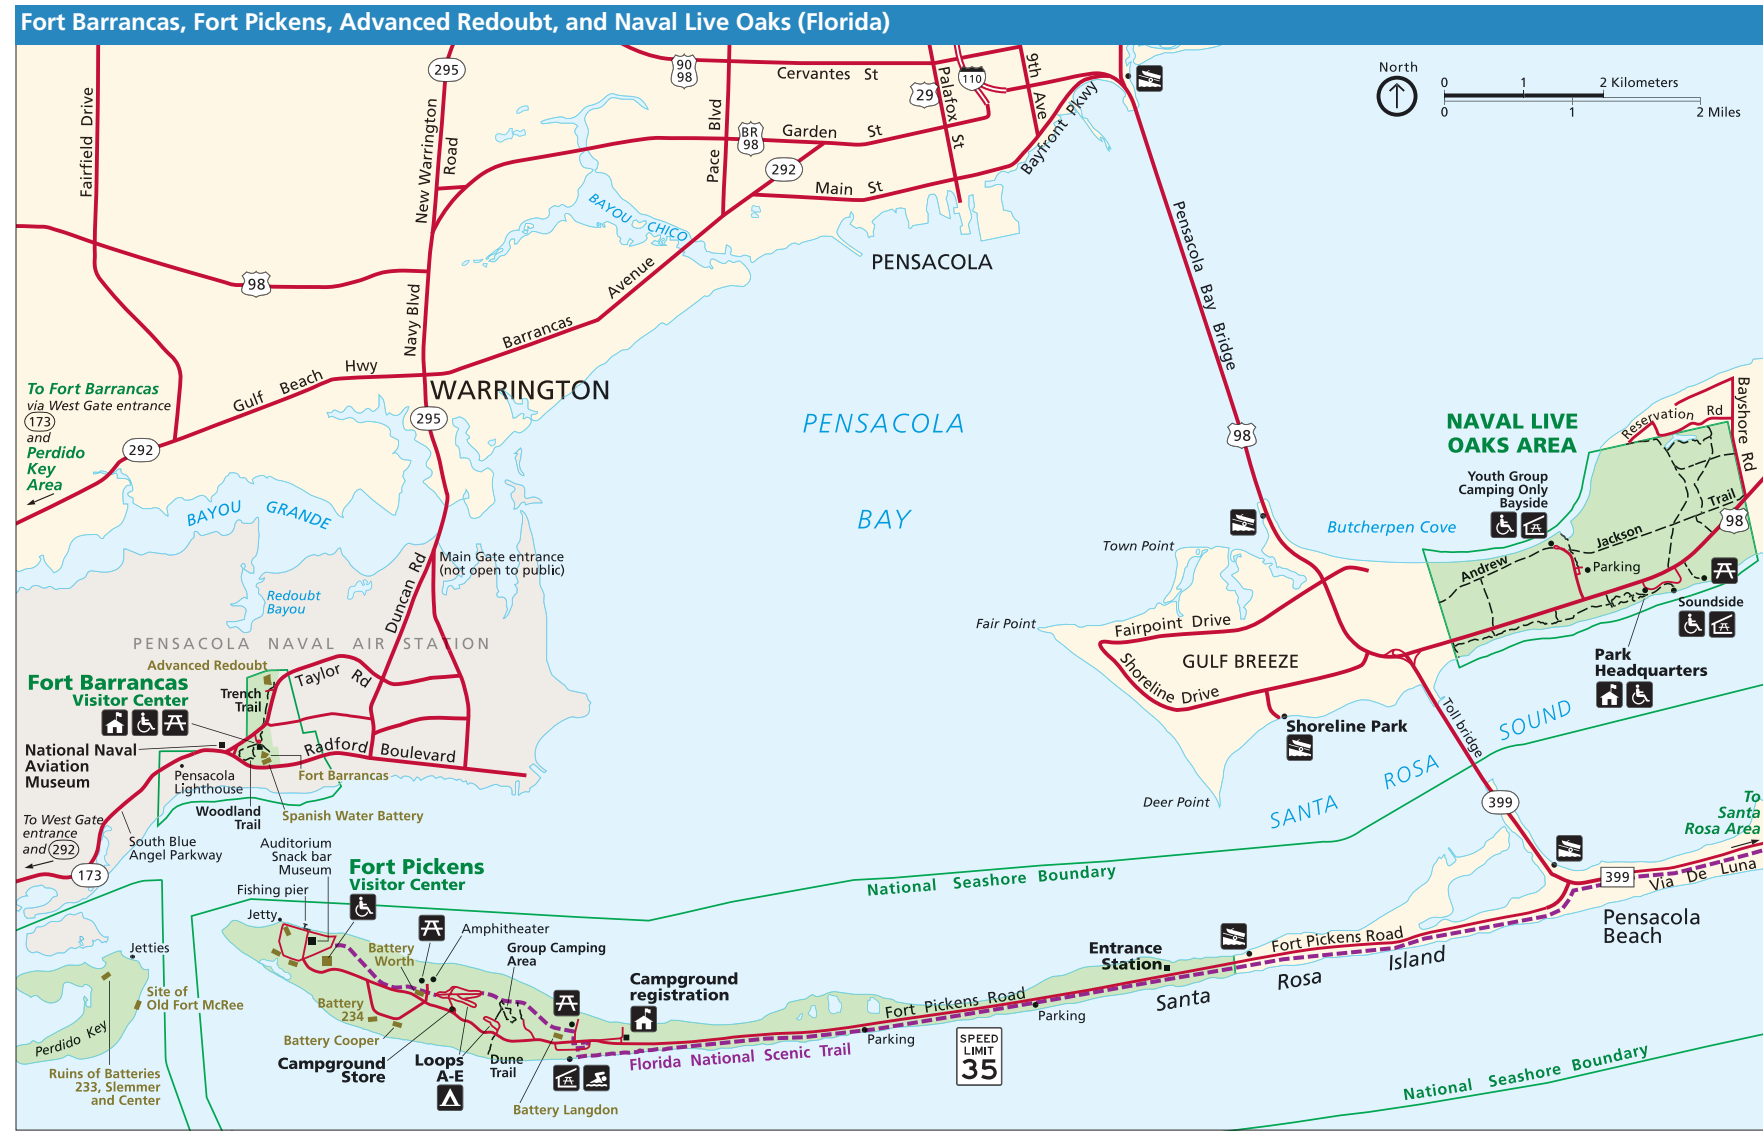 Fort Barrancas, Fort Pickens, Advanced Redoubt, and Naval Live Oaks (Florida)
North
0 1 2 Kilometers
0 1 2 Miles
295
90
98
Cervantes St
110
29
Palafox St
9th Ave
Fairfield Drive
New Warrington
Road
Pace Blvd
BR
98
Garden St
292
Main St
Bayfront Pkwy
BAYOU CHICO
PENSACOLA
Pensacola Bay Bridge
98
Navy Blvd
Barrancas Avenue
Gulf Beach Hwy
WARRINGTON
295
To Fort Barrancas
via West Gate entrance
173
and
Perdido
Key
Area
292
PENSACOLA
BAY
98
NAVAL LIVE
OAKS AREA
Reservation Rd
Bayshore Rd
Youth Group
Camping Only
Bayside
Andrew Jackson Trail
98
Parking
Soundside
Park
Headquarters
Butcherpen Cove
Town Point
Fair Point
Fairpoint Drive
GULF BREEZE
Shoreline Drive
Shoreline Park
Deer Point
Toll bridge
SANTA ROSA SOUND
399
To
Santa
Rosa Area
399
Via De Luna
Pensacola
Beach
BAYOU GRANDE
Main Gate entrance
(not open to public)
Duncan Rd
Redoubt
Bayou
PENSACOLA NAVAL AIR STATION
Advanced Redoubt
Fort Barrancas
Visitor Center
Trench
Trail
Taylor Rd
National Naval
Aviation
Museum
Radford Boulevard
Fort Barrancas
Pensacola
Lighthouse
Woodland
Trail
Spanish Water Battery
To West Gate
entrance
and 292
South Blue
Angel Parkway
173
Auditorium
Snack bar
Museum
Fort Pickens
Visitor Center
Fishing pier
Jetty
National Seashore Boundary
Jetties
Battery
Worth
Amphitheater
Group Camping
Area
Campground
registration
Entrance
Station
Fort Pickens Road
Santa Rosa Island
Site of
Old Fort McRee
Battery
234
Perdido Key
Battery Cooper
Campground
Store
Loops
A-E
Dune
Trail
Fort Pickens Road
Parking
Parking
Florida National Scenic Trail
SPEED
LIMIT
35
Ruins of Batteries
233, Slemmer
and Center
Battery Langdon
National Seashore Boundary